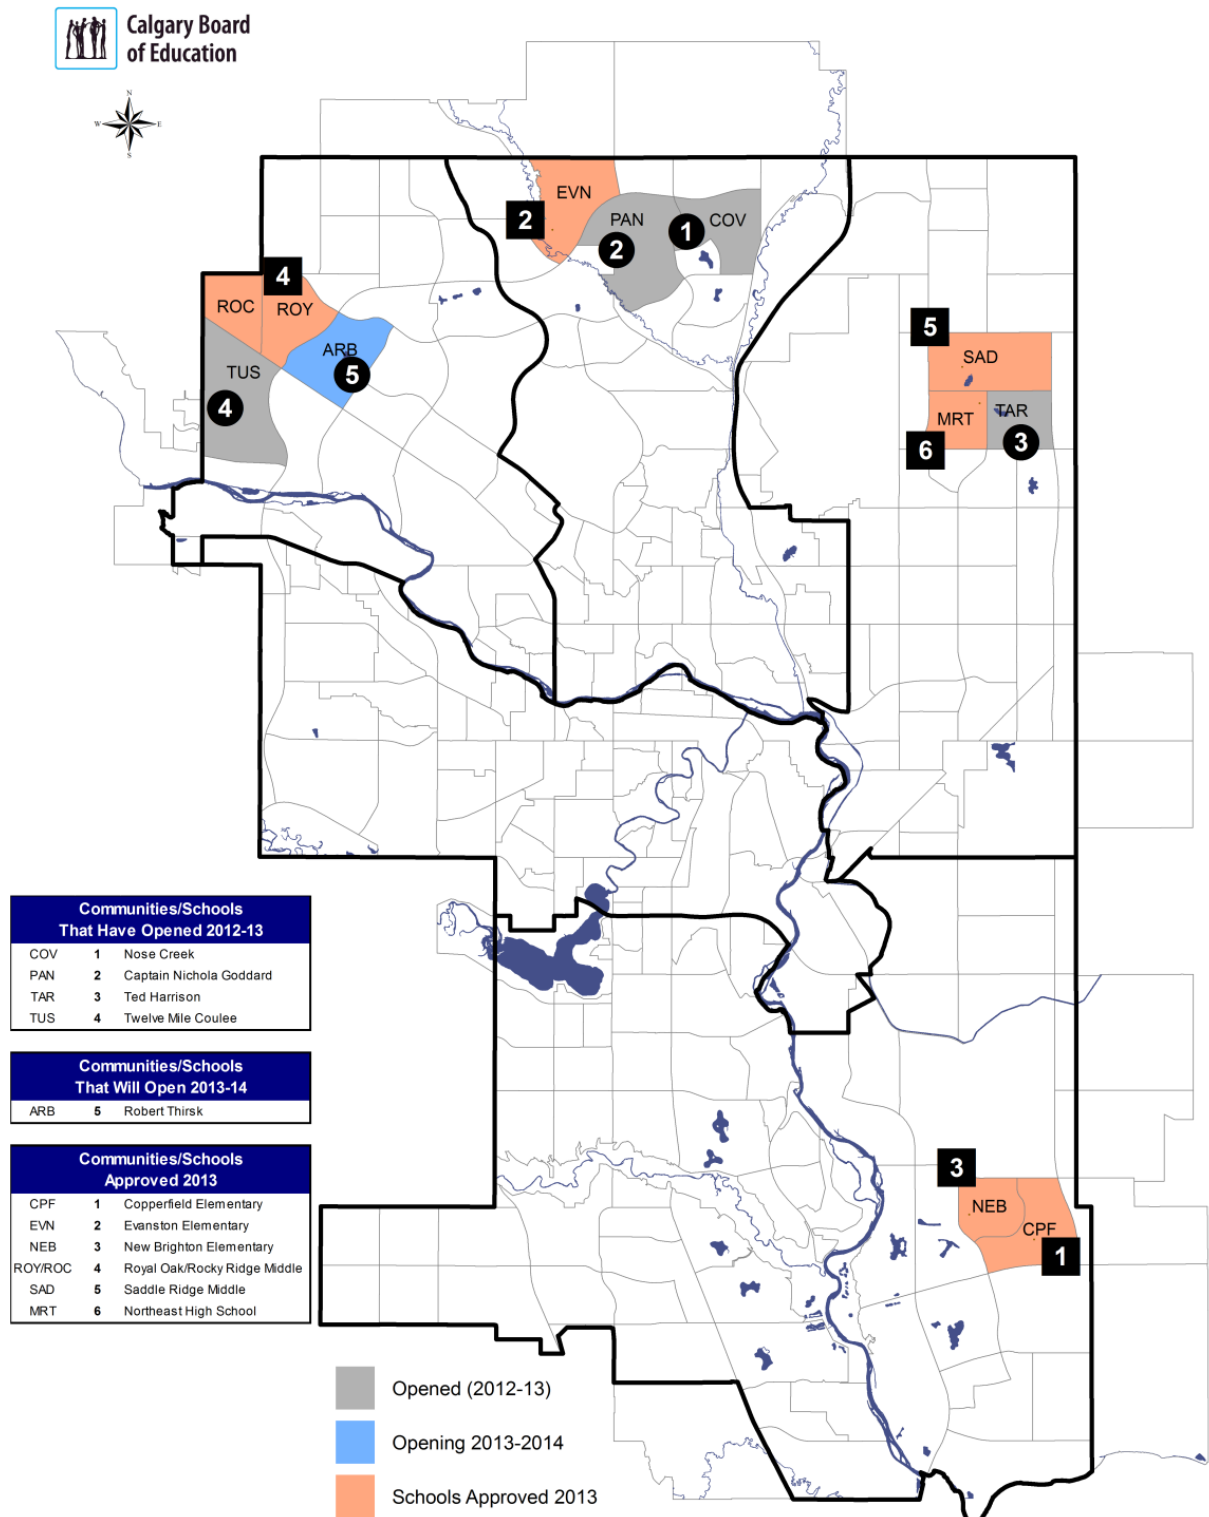 Calgary Board
of Education
N
W E
S
EVN
2
PAN
2
1
COV
4
ROC
ROY
ARB
5
TUS
4
5
SAD
MRT
TAR
6
3
Communities/Schools
That Have Opened 2012-13
COV 1 Nose Creek
PAN 2 Captain Nichola Goddard
TAR 3 Ted Harrison
TUS 4 Twelve Mile Coulee
Communities/Schools
That Will Open 2013-14
ARB 5 Robert Thirsk
Communities/Schools
Approved 2013
CPF 1 Copperfield Elementary
EVN 2 Evanston Elementary
NEB 3 New Brighton Elementary
ROY/ROC 4 Royal Oak/Rocky Ridge Middle
SAD 5 Saddle Ridge Middle
MRT 6 Northeast High School
3
NEB
CPF
1
Opened (2012-13)
Opening 2013-2014
Schools Approved 2013